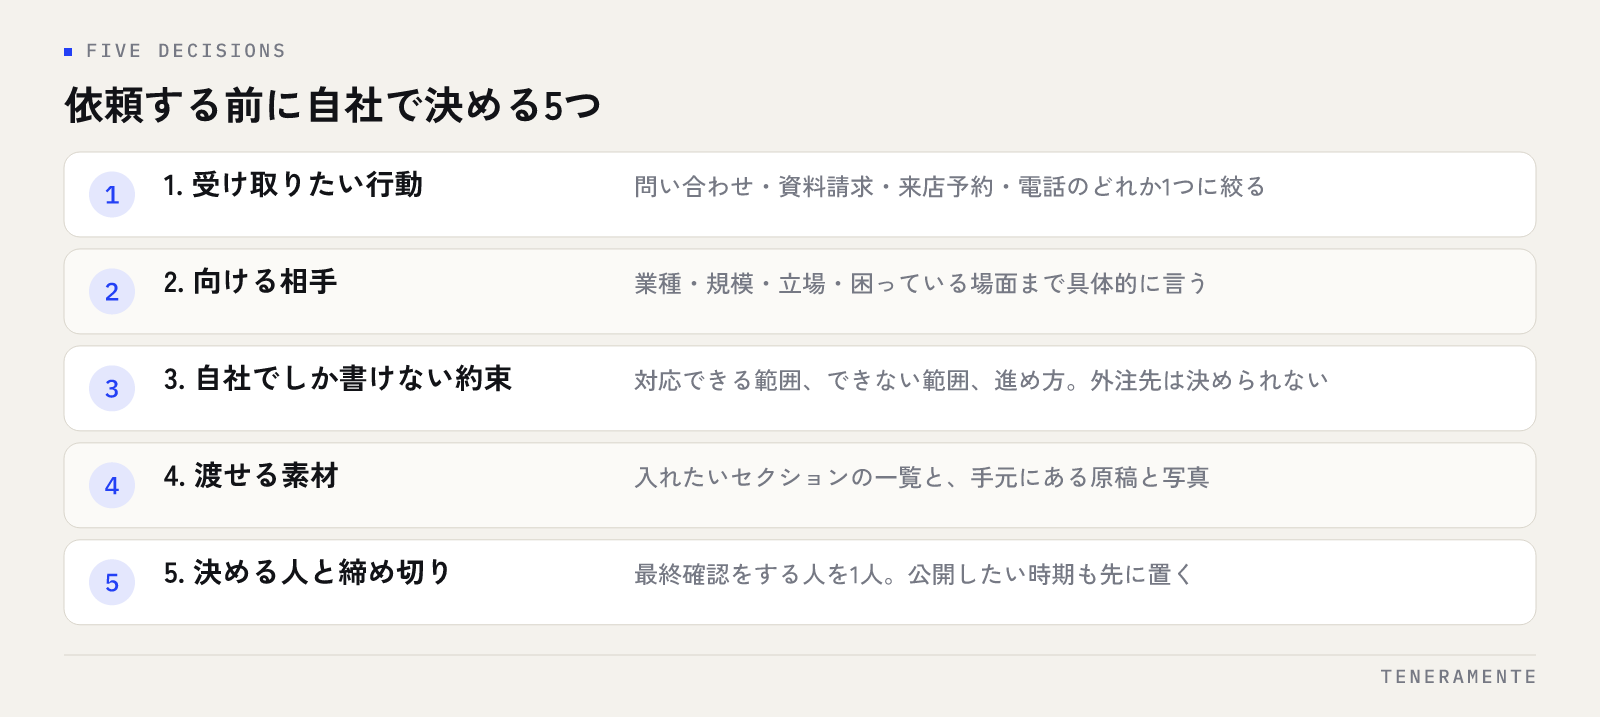 FIVE DECISIONS
依頼する前に自社で決める5つ
1
1. 受け取りたい行動
問い合わせ・資料請求・来店予約・電話のどれか1つに絞る
2
2. 向ける相手
業種・規模・立場・困っている場面まで具体的に言う
3
3. 自社でしか書けない約束
対応できる範囲、できない範囲、進め方。外注先は決められない
4
4. 渡せる素材
入れたいセクションの一覧と、手元にある原稿と写真
5
5. 決める人と締め切り
最終確認をする人を1人。公開したい時期も先に置く
TENERAMENTE